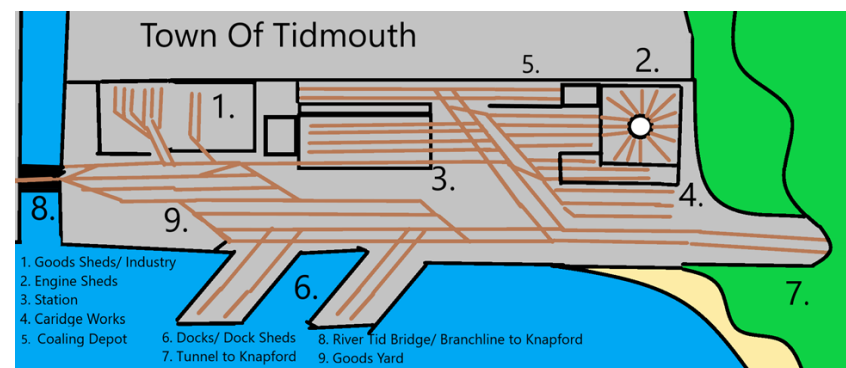 Town Of Tidmouth
5.
2.
1.
3.
4.
8.
9.
6.
7.
1. Goods Sheds/ Industry
2. Engine Sheds
3. Station
4. Caridge Works
5. Coaling Depot
6. Docks/ Dock Sheds
7. Tunnel to Knapford
8. River Tid Bridge/ Branchline to Knapford
9. Goods Yard